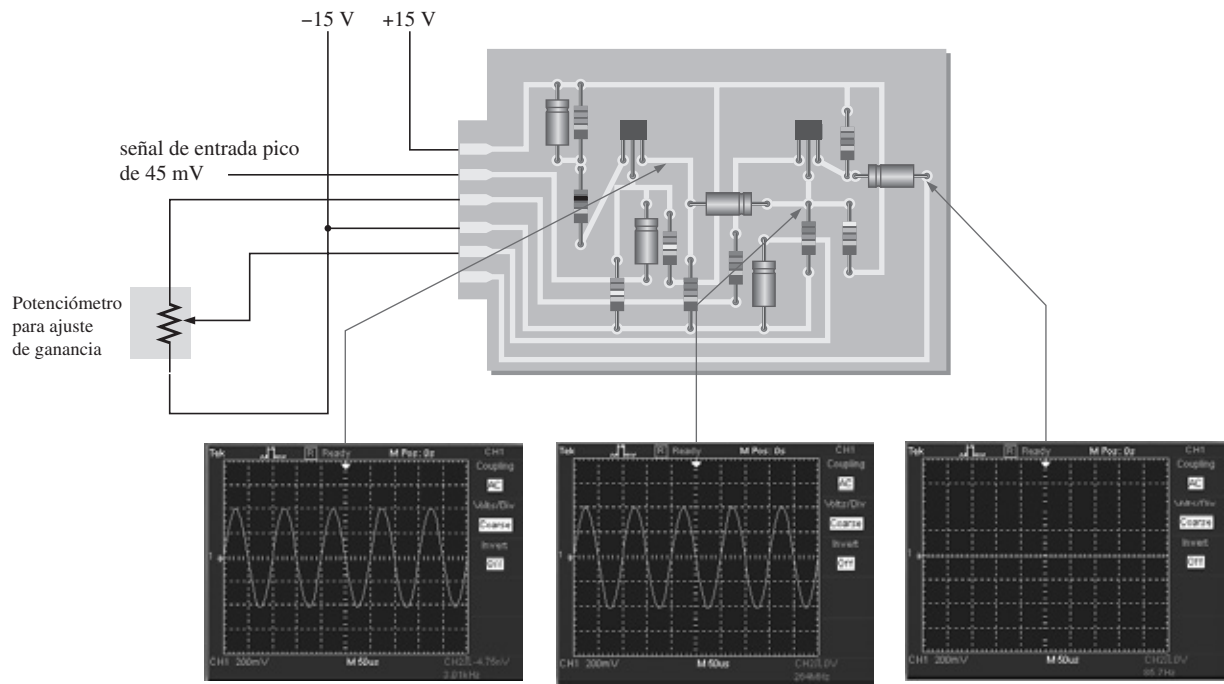 −15 V
+15 V
señal de entrada pico
de 45 mV
Potenciómetro
para ajuste
de ganancia
Tek
R
Ready
M Pos: 0s
CH1
Coupling
AC
Volts/Div
Coarse
Invert
Off
1
CH1 200mV
M 50us
Tek
R
Ready
M Pos: 0s
CH1
Coupling
AC
Volts/Div
Coarse
Invert
Off
1
CH1 200mV
M 50us
Tek
R
Ready
M Pos: 0s
CH1
Coupling
AC
Volts/Div
Coarse
Invert
Off
1
CH1 200mV
M 50us